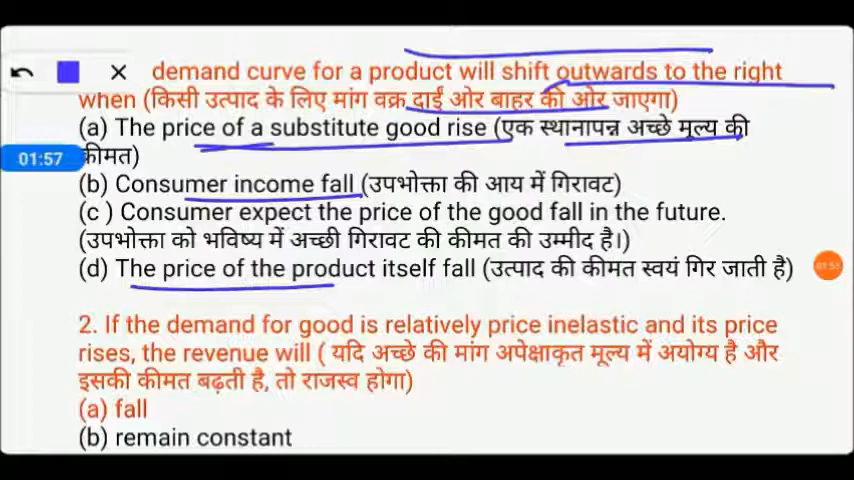 demand curve for a product will shift outwards to the right
when (किसी उत्पाद के लिए मांग वक्र दाईं ओर बाहर की ओर जाएगा)
(a) The price of a substitute good rise (एक स्थानापन्न अच्छे मूल्य की
01:57 कीमत)
(b) Consumer income fall (उपभोक्ता की आय में गिरावट)
(c ) Consumer expect the price of the good fall in the future.
(उपभोक्ता को भविष्य में अच्छी गिरावट की कीमत की उम्मीद है।)
(d) The price of the product itself fall (उत्पाद की कीमत स्वयं गिर जाती है)
2. If the demand for good is relatively price inelastic and its price
rises, the revenue will ( यदि अच्छे की मांग अपेक्षाकृत मूल्य में अयोग्य है और
इसकी कीमत बढ़ती है, तो राजस्व होगा)
(a) fall
(b) remain constant